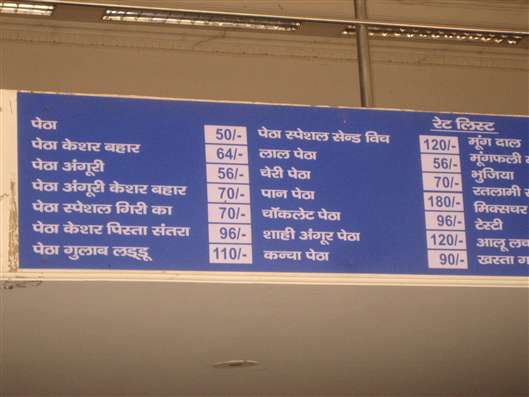 रेट लिस्ट
पेठा 50/- पेठा स्पेशल सेन्ड विच 120/- मूंग दाल
पेठा केशर बहार 64/- लाल पेठा 56/- मूंगफली
पेठा अंगूरी 56/- चेरी पेठा 70/- भुजिया
पेठा अंगूरी केशर बहार 70/- पान पेठा 180/- रतलामी
पेठा स्पेशल गिरी का 70/- चॉकलेट पेठा 96/- मिक्सचर
पेठा केशर पिस्ता संतरा 96/- शाही अंगूर पेठा 120/- टेस्टी
पेठा गुलाब लड्डू 110/- कन्चा पेठा 90/- आलू
खस्ता